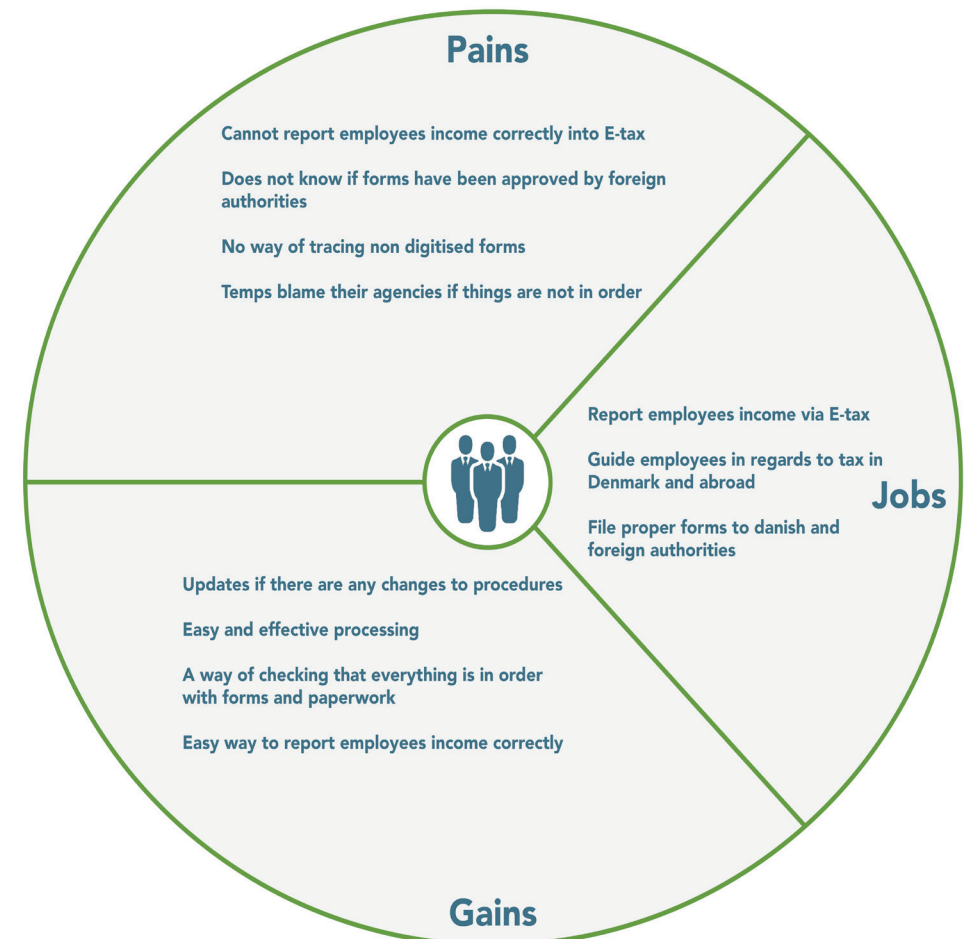 Pains
Cannot report employees income correctly into E-tax
Does not know if forms have been approved by foreign
authorities
No way of tracing non digitised forms
Temps blame their agencies if things are not in order
Report employees income via E-tax
Guide employees in regards to tax in
Denmark and abroad
Jobs
File proper forms to danish and
foreign authorities
Updates if there are any changes to procedures
Easy and effective processing
A way of checking that everything is in order
with forms and paperwork
Easy way to report employees income correctly
Gains